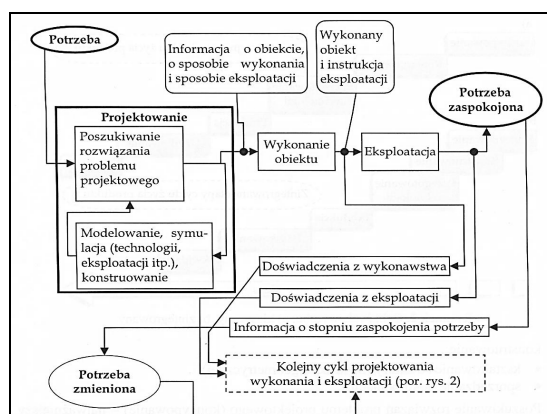 Potrzeba
Informacja o obiekcie,
o sposobie wykonania
i sposobie eksploatacji
Wykonany
obiekt
i instrukcja
eksploatacji
Potrzeba
zaspokojona
Projektowanie
Poszukiwanie
rozwiązania
problemu
projektowego
Wykonanie
obiektu
Eksploatacja
Modelowanie, symu-
lacja (technologii,
eksploatacji itp.),
konstruowanie
Doświadczenia z wykonawstwa
Doświadczenia z eksploatacji
Informacja o stopniu zaspokojenia potrzeby
Potrzeba
zmieniona
Kolejny cykl projektowania
wykonania i eksploatacji (por. rys. 2)